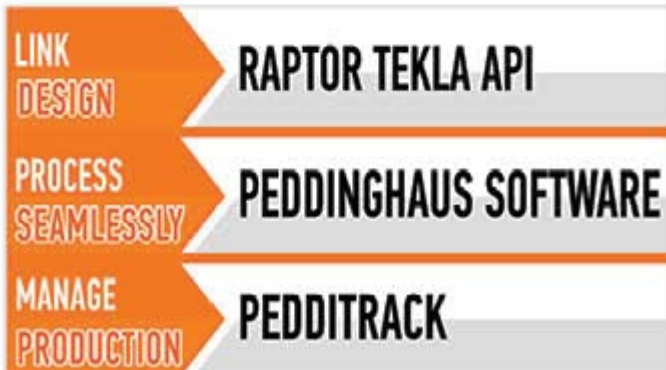 LINK
DESIGN
RAPTOR TEKLA API
PROCESS
SEAMLESSLY
PEDDINGHAUS SOFTWARE
MANAGE
PRODUCTION
PEDDITRACK